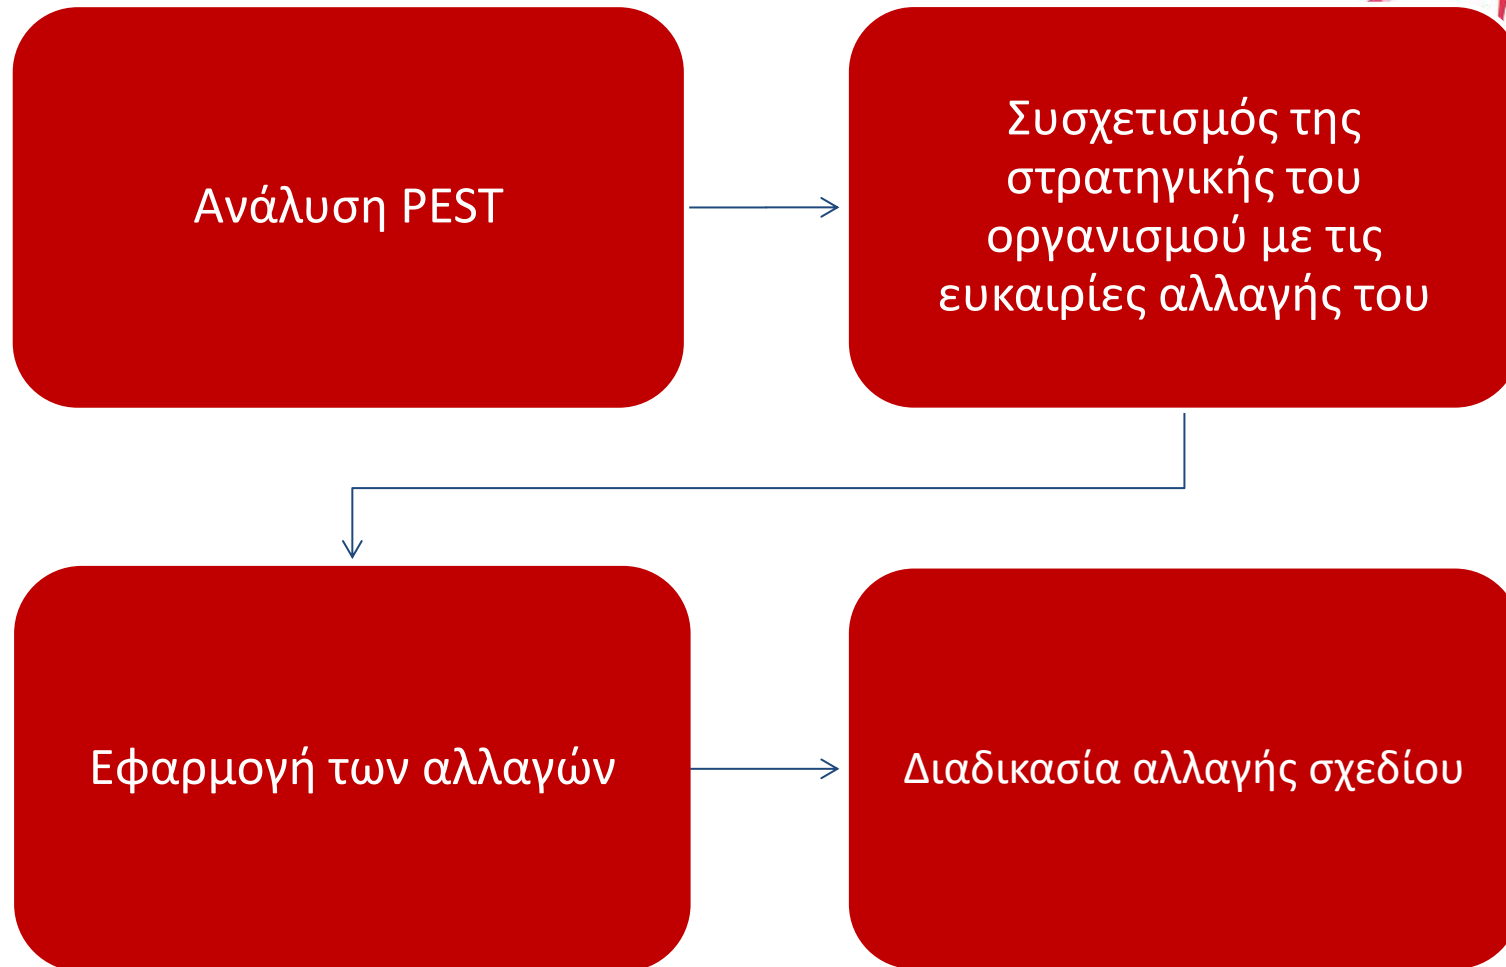 Ανάλυση PEST
Συσχετισμός της
στρατηγικής του
οργανισμού με τις
ευκαιρίες αλλαγής του
Εφαρμογή των αλλαγών
Διαδικασία αλλαγής σχεδίου